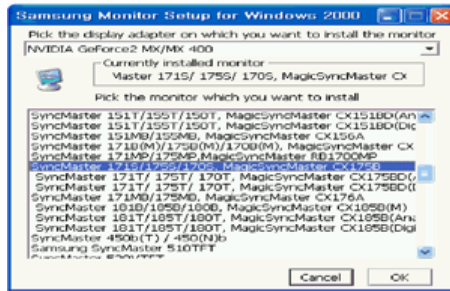 Samsung Monitor Setup for Windows 2000
Pick the display adapter on which you want to install the monitor
NVIDIA GeForce2 MX/MX 400
Currently installed monitor
Master 171S/ 175S/ 170S, MagicSyncMaster CX
Pick the monitor which you want to install
SyncMaster 151T/155T/150T, MagicSyncMaster CX151BD(An
SyncMaster 151T/155T/150T, MagicSyncMaster CX151BD(Dig
SyncMaster 151MB/155MB, MagicSyncMaster CX156A
SyncMaster 171B(M)/175B(M)/170B(M), MagicSyncMaster CX
SyncMaster 171MP/175MP,MagicSyncMaster RB1700MP
SyncMaster 171S/175S/170S, MagicSyncMaster CX175B
SyncMaster 171T/ 175T/ 170T, MagicSyncMaster CX175BD(A
SyncMaster 171T/ 175T/ 170T, MagicSyncMaster CX175BD(D
SyncMaster 171MB/175MB, MagicSyncMaster CX176A
SyncMaster 181B/185B/180B, MagicSyncMaster CX185B(M)
SyncMaster 181T/185T/180T, MagicSyncMaster CX185B(Ana
SyncMaster 181T/185T/180T, MagicSyncMaster CX185B(Digi
SyncMaster 450b(T) / 450(N)b
Samsung SyncMaster 510TFT
Cancel
OK